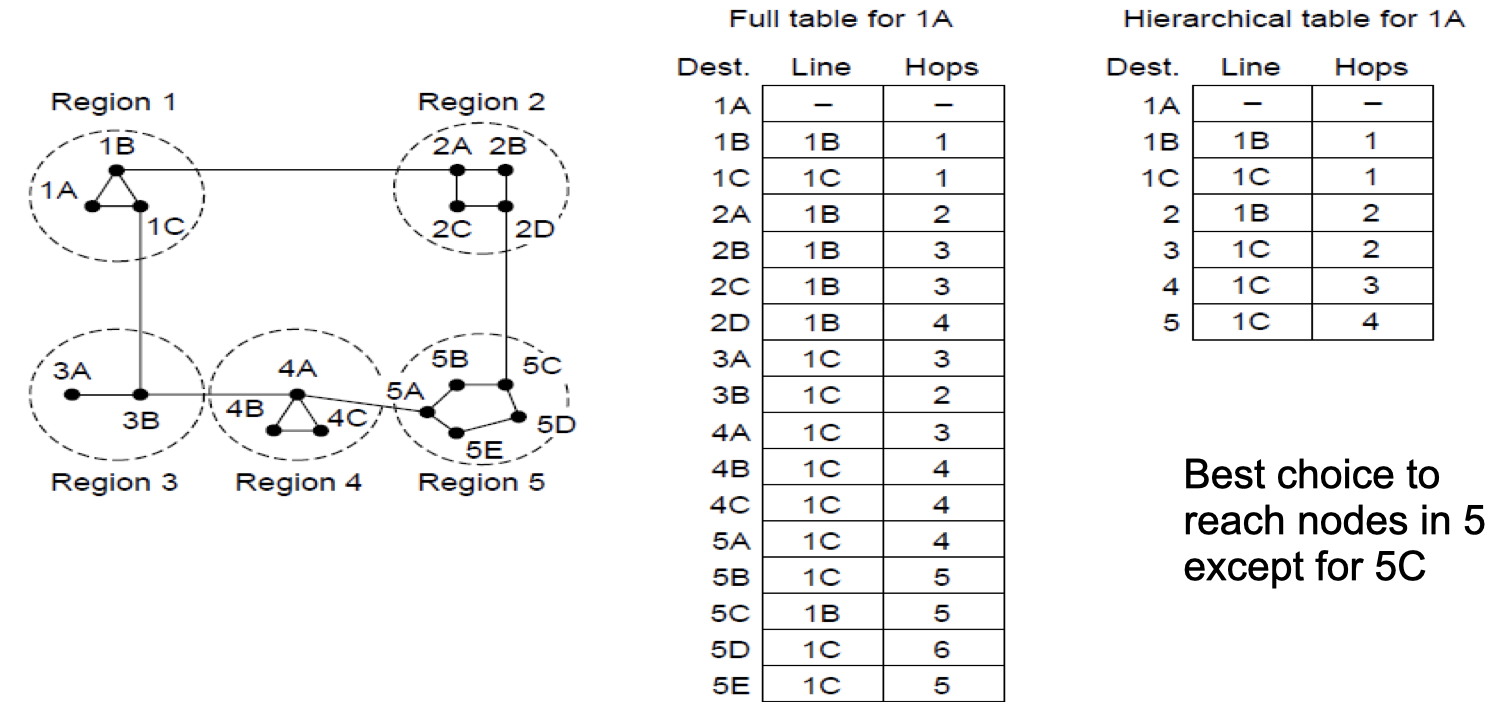 Full table for 1A
Hierarchical table for 1A
Dest. Line Hops
Dest. Line Hops
Region 1
Region 2
1B
2A 2B
1A
1C
2C
2D
3A
3B
4A
4B
4C
5A
5B
5C
5D
5E
Region 3
Region 4
Region 5
1A – –
1B 1B 1
1C 1C 1
2A 1B 2
2B 1B 3
2C 1B 3
2D 1B 4
3A 1C 3
3B 1C 2
4A 1C 3
4B 1C 4
4C 1C 4
5A 1C 4
5B 1C 5
5C 1B 5
5D 1C 6
5E 1C 5
1A – –
1B 1B 1
1C 1C 1
2 1B 2
3 1C 2
4 1C 3
5 1C 4
Best choice to
reach nodes in 5
except for 5C